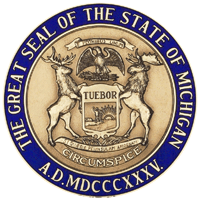 THE GREAT SEAL OF THE STATE OF MICHIGAN
E PLURIBUS UNUM
TUEBOR
CIRCUMSPICE
A.D. MDCCCXXXV.